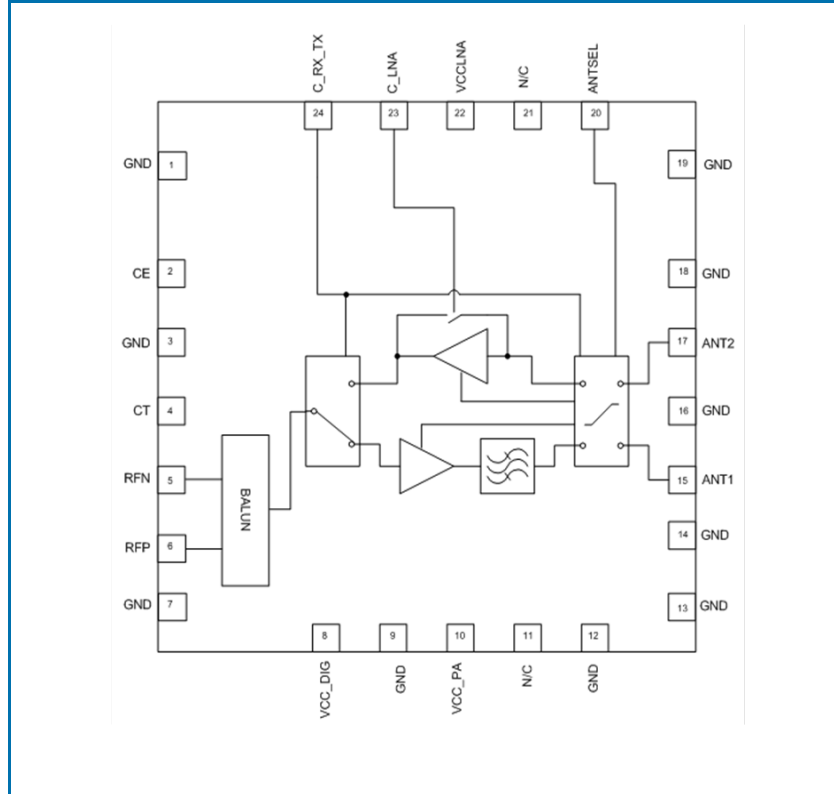 C_RX_TX
C_LNA
VCCLNA
N/C
ANTSEL
24
23
22
21
20
GND 1
19 GND
CE 2
18 GND
GND 3
17 ANT2
CT 4
16 GND
RFN 5
15 ANT1
BALUN
RFP 6
14 GND
GND 7
13 GND
8
9
10
11
12
VCC_DIG
GND
VCC_PA
N/C
GND